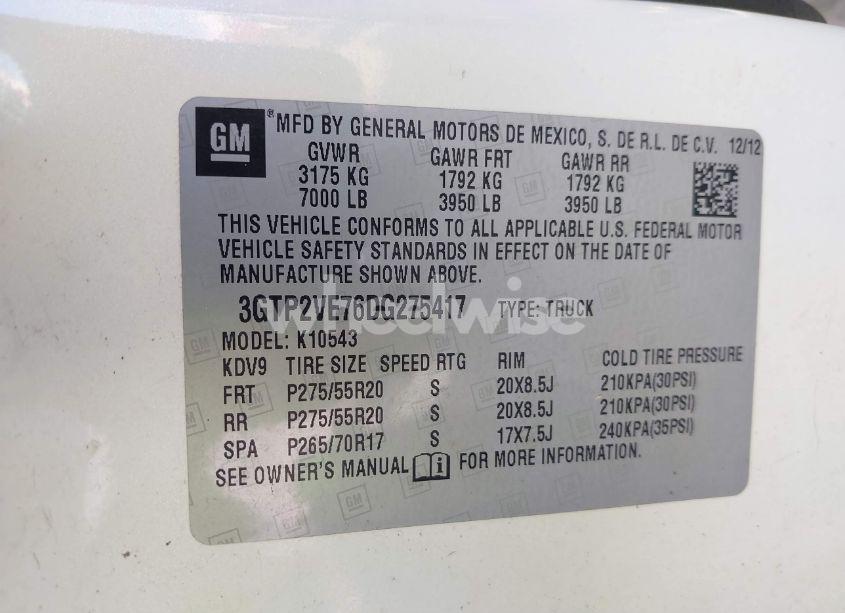 GM ® MFD BY GENERAL MOTORS DE MEXICO, S. DE R.L. DE C.V. 12/12
GVWR GAWR FRT GAWR RR
3175 KG 1792 KG 1792 KG
7000 LB 3950 LB 3950 LB
THIS VEHICLE CONFORMS TO ALL APPLICABLE U.S. FEDERAL MOTOR
VEHICLE SAFETY STANDARDS IN EFFECT ON THE DATE OF
MANUFACTURE SHOWN ABOVE.
3GTP2VE76DG275417 TYPE: TRUCK
wheelwise
MODEL: K10543
KDV9 TIRE SIZE SPEED RTG RIM COLD TIRE PRESSURE
FRT P275/55R20 S 20X8.5J 210KPA(30PSI)
RR P275/55R20 S 20X8.5J 210KPA(30PSI)
SPA P265/70R17 S 17X7.5J 240KPA(35PSI)
SEE OWNER'S MANUAL i FOR MORE INFORMATION.